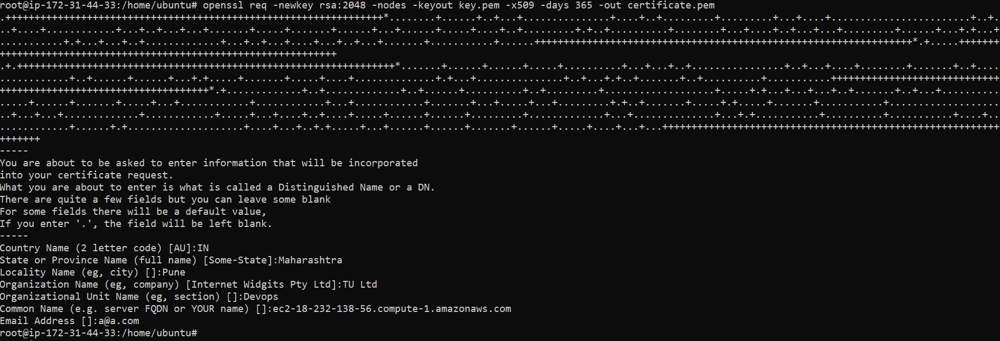 root@ip-172-31-44-33:/home/ubuntu# openssl req -newkey rsa:2048 -nodes -keyout key.pem -x509 -days 365 -out certificate.pem
-----
You are about to be asked to enter information that will be incorporated
into your certificate request.
What you are about to enter is what is called a Distinguished Name or a DN.
There are quite a few fields but you can leave some blank
For some fields there will be a default value,
If you enter '.', the field will be left blank.
-----
Country Name (2 letter code) [AU]:IN
State or Province Name (full name) [Some-State]:Maharashtra
Locality Name (eg, city) []:Pune
Organization Name (eg, company) [Internet Widgits Pty Ltd]:TU Ltd
Organizational Unit Name (eg, section) []:Devops
Common Name (e.g. server FQDN or YOUR name) []:ec2-18-232-138-56.compute-1.amazonaws.com
Email Address []:a@a.com
root@ip-172-31-44-33:/home/ubuntu#